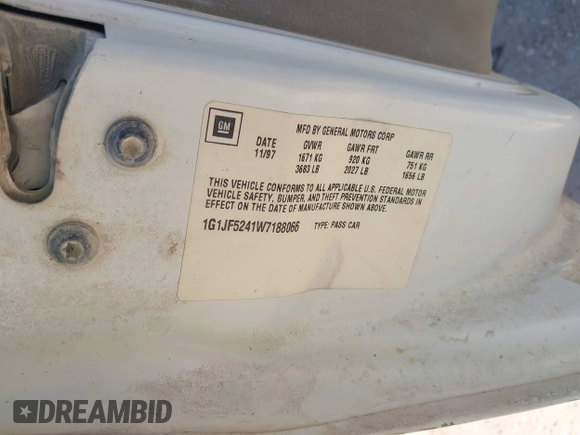 GM
MFD BY GENERAL MOTORS CORP
DATE GVWR GAWR FRT GAWR RR
11/97 1671 KG 920 KG 751 KG
3683 LB 2027 LB 1656 LB
THIS VEHICLE CONFORMS TO ALL APPLICABLE U.S. FEDERAL MOTOR
VEHICLE SAFETY, BUMPER, AND THEFT PREVENTION STANDARDS IN
EFFECT ON THE DATE OF MANUFACTURE SHOWN ABOVE.
1G1JF5241W7188066 TYPE: PASS CAR
DREAMBID